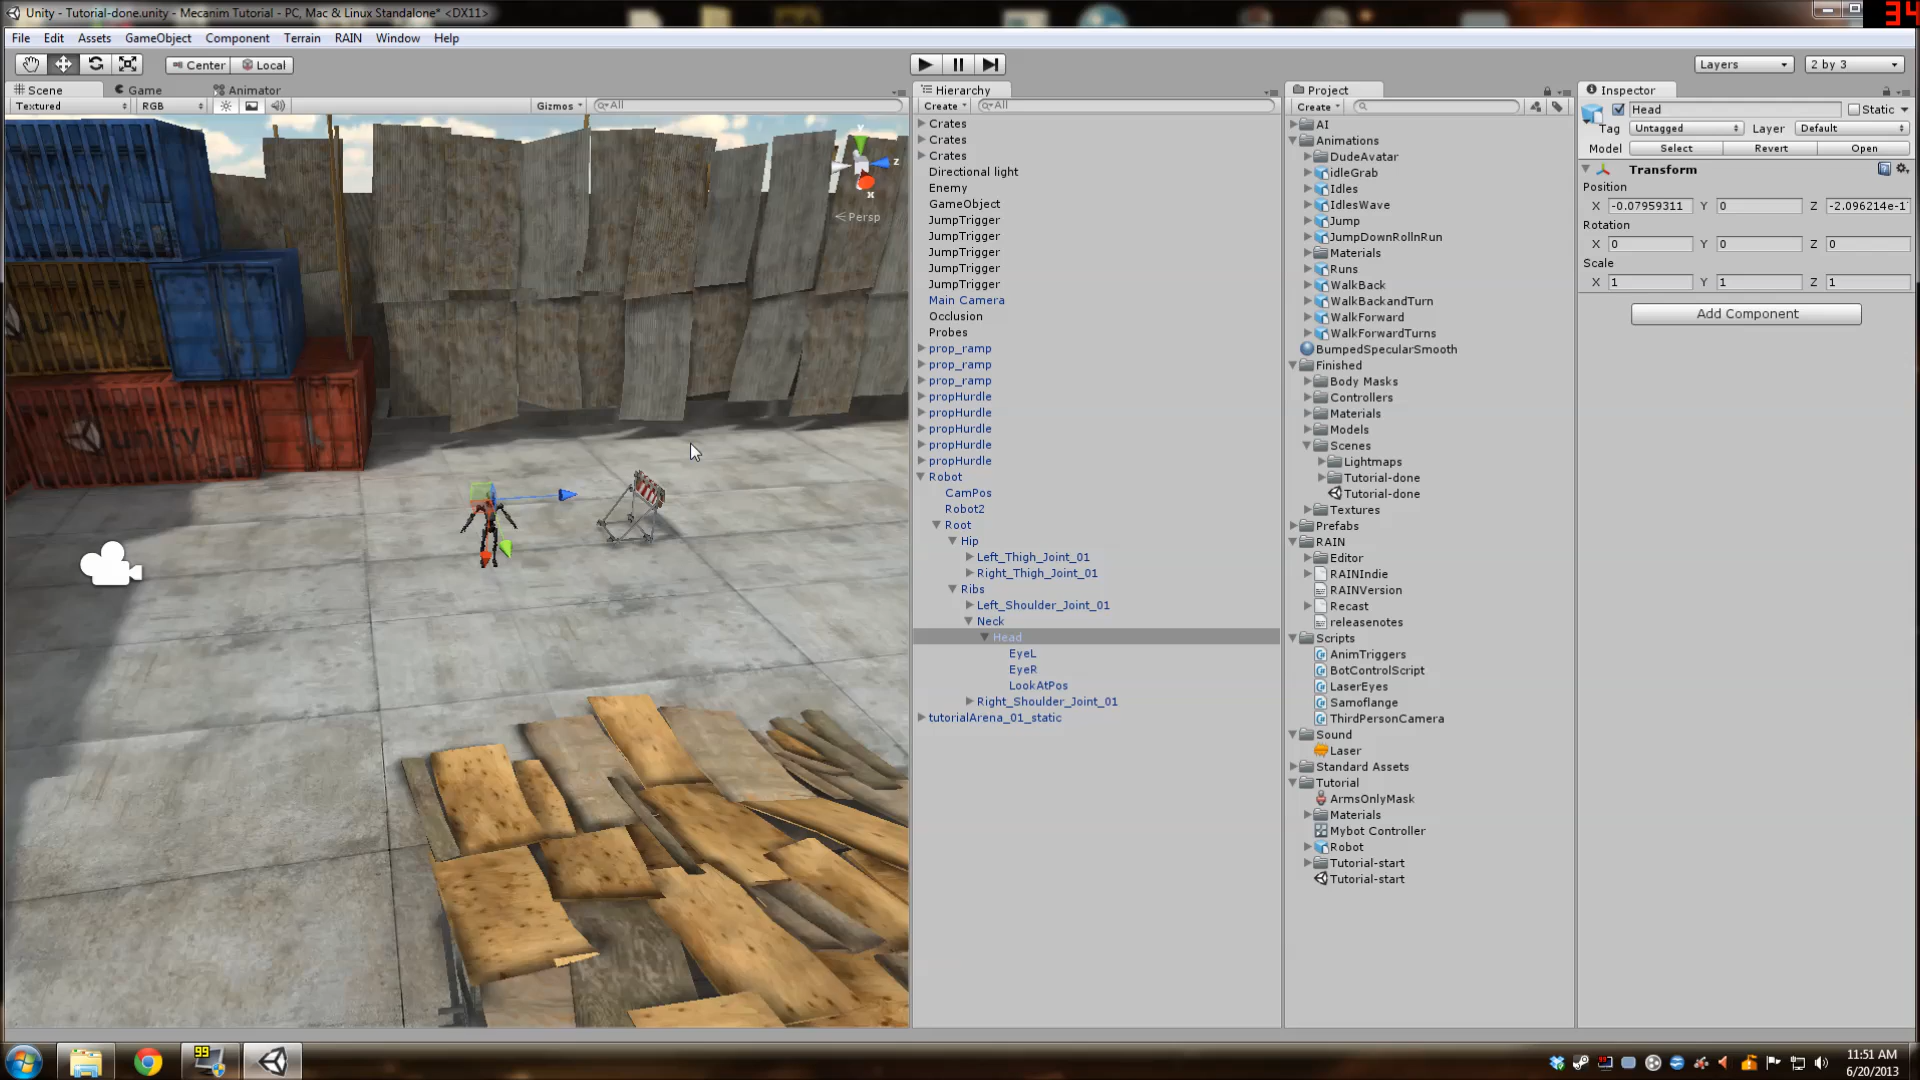 Unity - Tutorial-done.unity - Mecanim Tutorial - PC, Mac & Linux Standalone* <DX11>
34
File Edit Assets GameObject Component Terrain RAIN Window Help
Center Local
Layers
2 by 3
Scene Game Animator
Textured RGB Gizmos All
Hierarchy
Create All
Crates
Crates
Crates
Directional light
Enemy
GameObject
JumpTrigger
JumpTrigger
JumpTrigger
JumpTrigger
JumpTrigger
Main Camera
Occlusion
Probes
prop_ramp
prop_ramp
prop_ramp
propHurdle
propHurdle
propHurdle
propHurdle
propHurdle
Robot
CamPos
Robot2
Root
Hip
Left_Thigh_Joint_01
Right_Thigh_Joint_01
Ribs
Left_Shoulder_Joint_01
Neck
Head
EyeL
EyeR
LookAtPos
Right_Shoulder_Joint_01
tutorialArena_01_static
Project
Create
AI
Animations
DudeAvatar
idleGrab
Idles
IdlesWave
Jump
JumpDownRollnRun
Materials
Runs
WalkBack
WalkBackandTurn
WalkForward
WalkForwardTurns
BumpedSpecularSmooth
Finished
Body Masks
Controllers
Materials
Models
Scenes
Lightmaps
Tutorial-done
Tutorial-done
Textures
Prefabs
RAIN
Editor
RAINIndie
RAINVersion
Recast
releasenotes
Scripts
AnimTriggers
BotControlScript
LaserEyes
Samoflange
ThirdPersonCamera
Sound
Laser
Standard Assets
Tutorial
ArmsOnlyMask
Materials
Mybot Controller
Robot
Tutorial-start
Tutorial-start
Inspector
Head Static
Tag Untagged Layer Default
Model Select Revert Open
Transform
Position
X -0.07959311 Y 0 Z -2.096214e-1
Rotation
X 0 Y 0 Z 0
Scale
X 1 Y 1 Z 1
Add Component
y
z
x
Persp
unity
unity
unity
unity
99
11:51 AM
6/20/2013